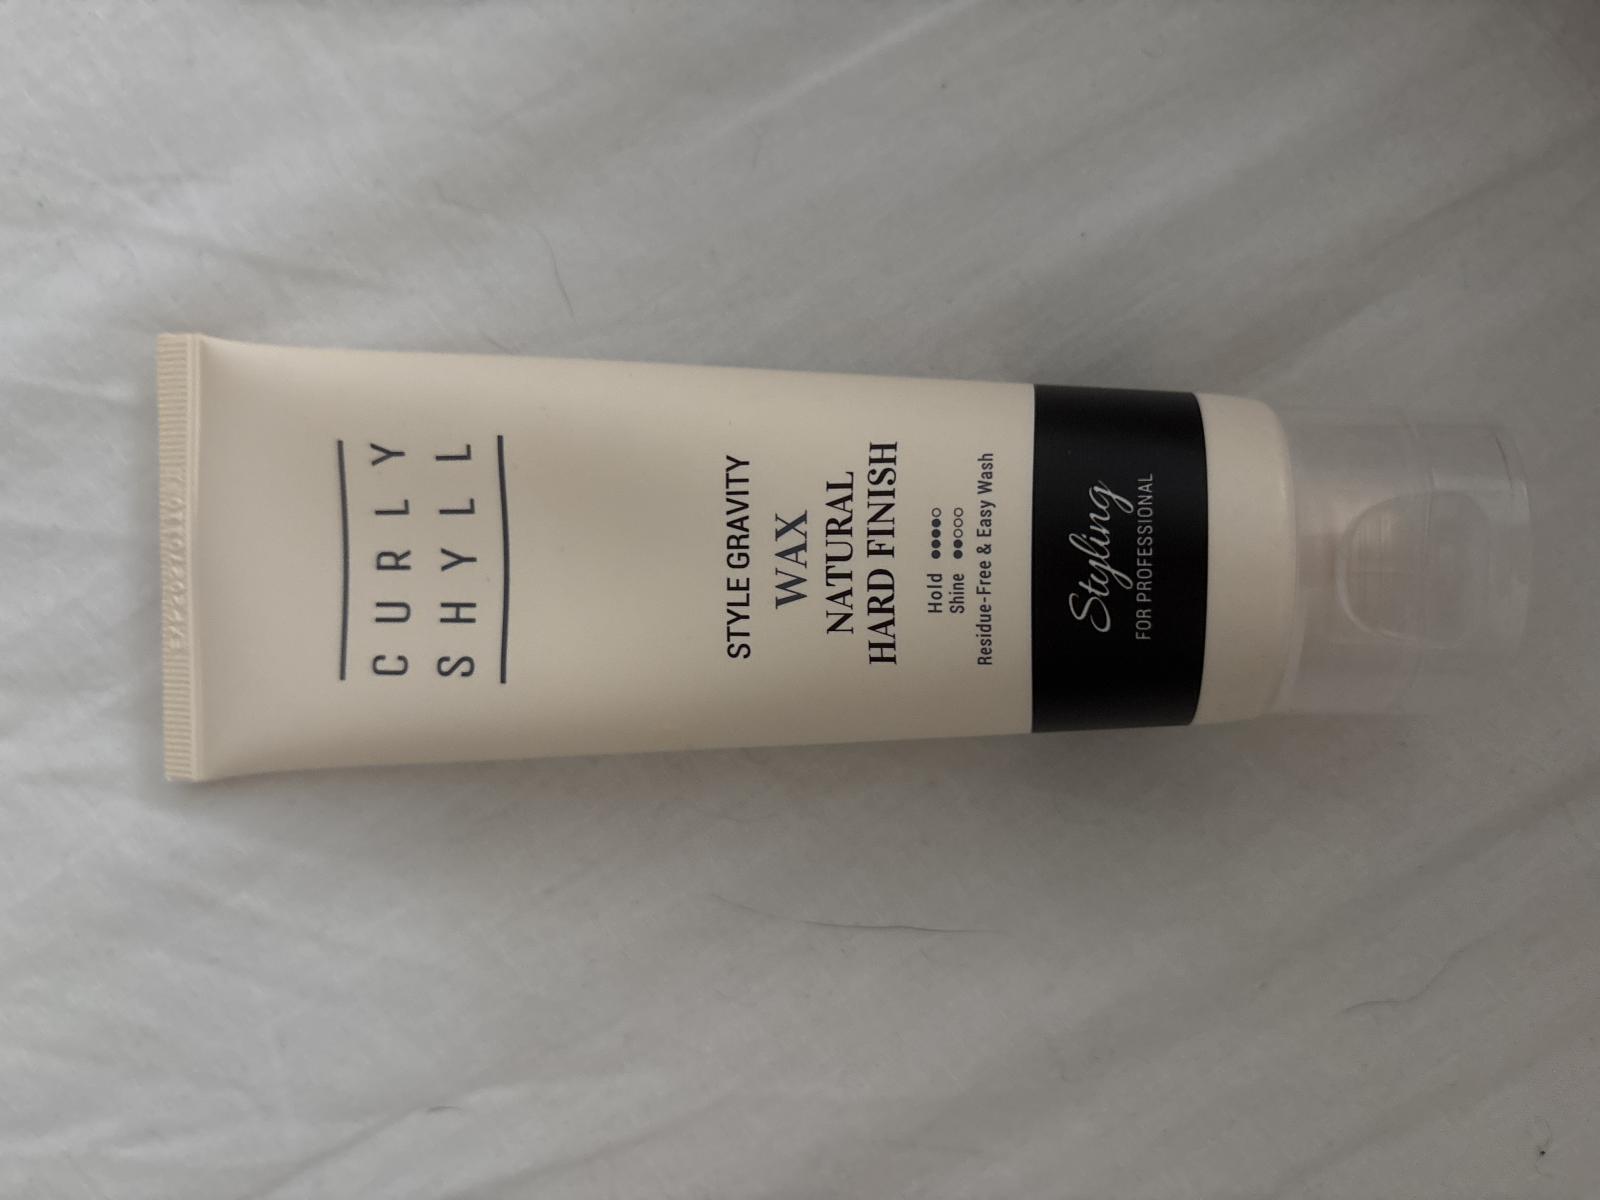 CURLY
SHYLL
STYLE GRAVITY
WAX
NATURAL
HARD FINISH
Hold ●●●●○
Shine ●●○○○
Residue-Free & Easy Wash
Styling
FOR PROFESSIONAL